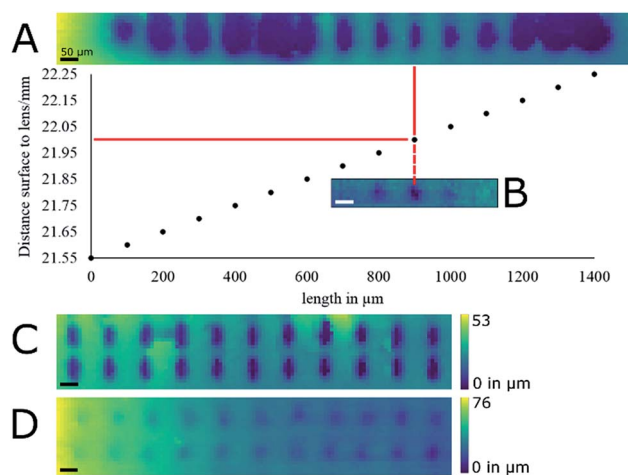 A
50 µm
Distance surface to lens/mm
22.25
22.15
22.05
21.95
21.85
21.75
21.65
21.55
B
0 200 400 600 800 1000 1200 1400
length in µm
C
53
0 in µm
D
76
0 in µm